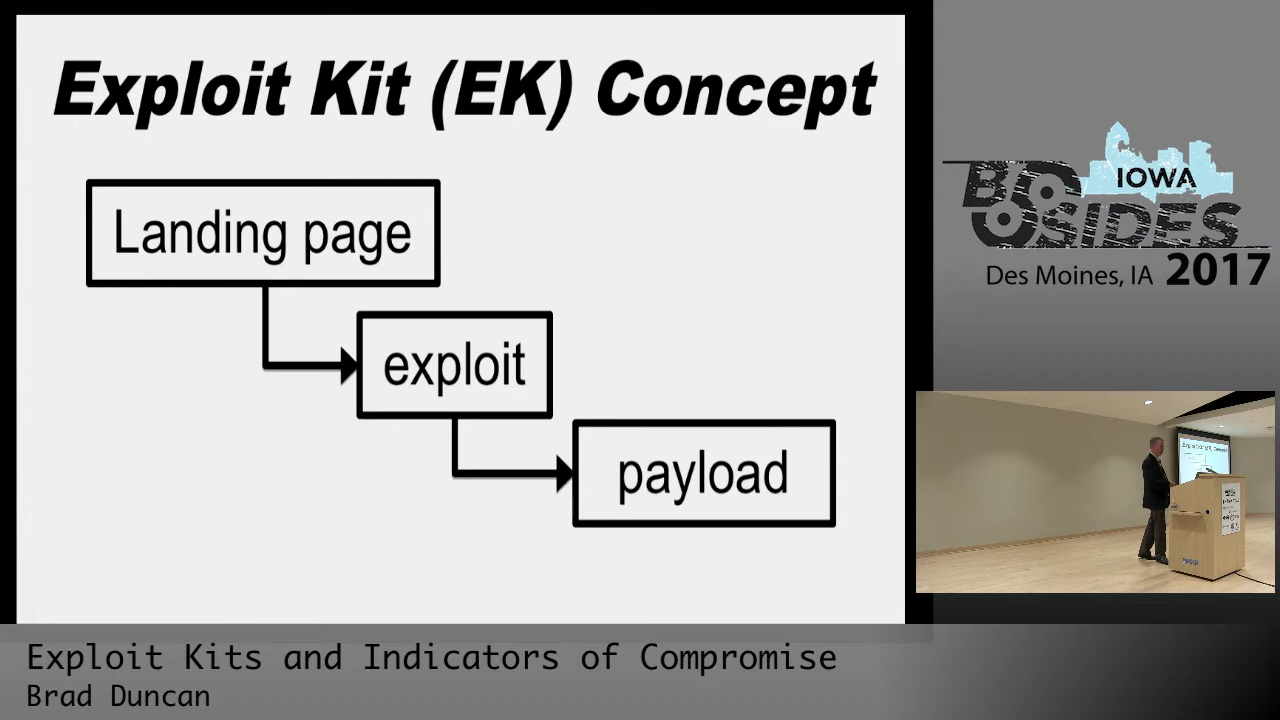 Exploit Kit (EK) Concept
Landing page
exploit
payload
IOWA
BSIDES
Des Moines, IA 2017
Exploit Kits and Indicators of Compromise
Brad Duncan